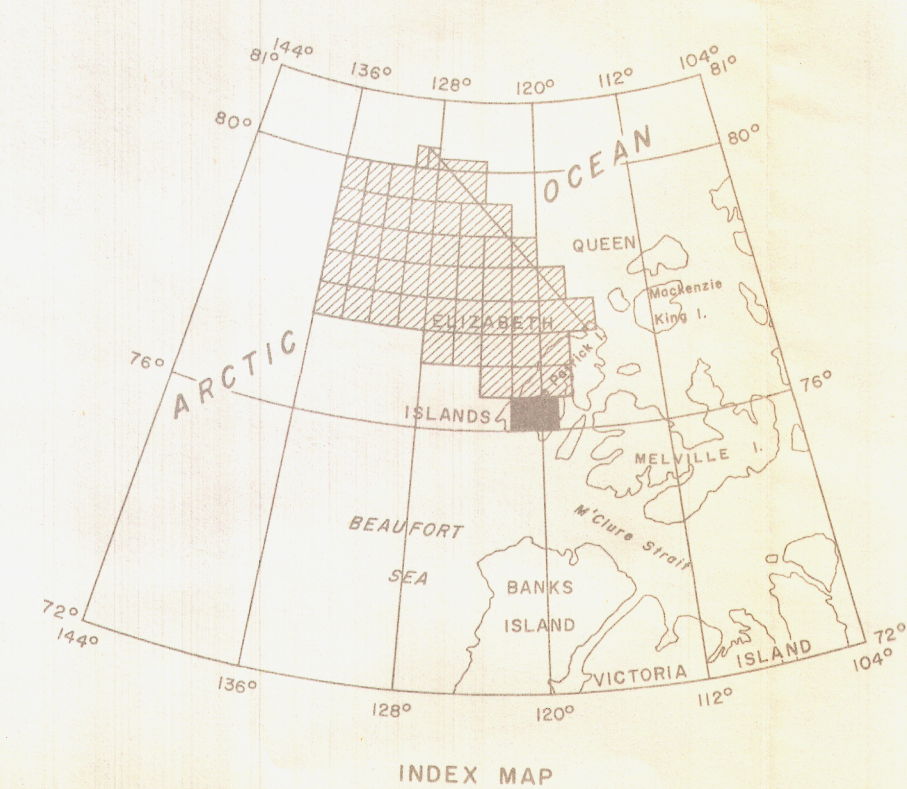 144°
81°
136°
128°
120°
112°
104°
81°
80°
80°
OCEAN
QUEEN
Mackenzie
King I.
ELIZABETH
Patrick I.
ARCTIC
76°
76°
ISLANDS
MELVILLE I.
M'Clure Strait
BEAUFORT
SEA
BANKS
ISLAND
VICTORIA ISLAND
72°
144°
136°
128°
120°
112°
72°
104°
INDEX MAP